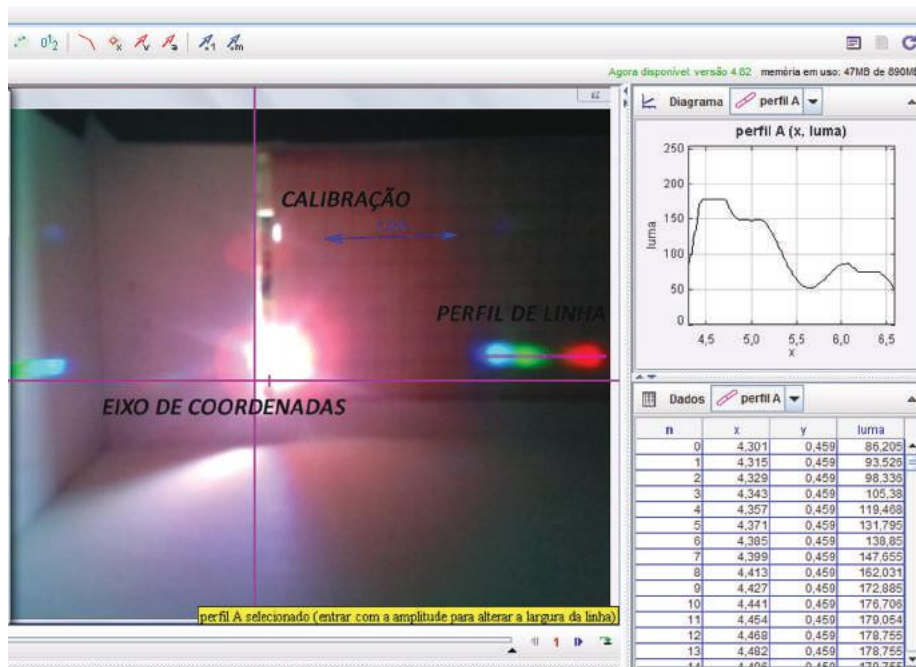 Agora disponível: versão 4.82 memória em uso: 47MB de 890MB
Diagrama perfil A
perfil A (x, luma)
250
200
150
100
50
0
luma
4,5 5,0 5,5 6,0 6,5
x
CALIBRAÇÃO
PERFIL DE LINHA
EIXO DE COORDENADAS
Dados perfil A
n x y luma
0 4,301 0,459 86,205
1 4,315 0,459 93,526
2 4,329 0,459 98,336
3 4,343 0,459 105,38
4 4,357 0,459 119,468
5 4,371 0,459 131,795
6 4,385 0,459 138,85
7 4,399 0,459 147,655
8 4,413 0,459 162,031
9 4,427 0,459 172,885
10 4,441 0,459 176,706
11 4,454 0,459 179,054
12 4,468 0,459 178,755
13 4,482 0,459 178,755
perfil A selecionado (entrar com a amplitude para alterar a largura da linha)
1